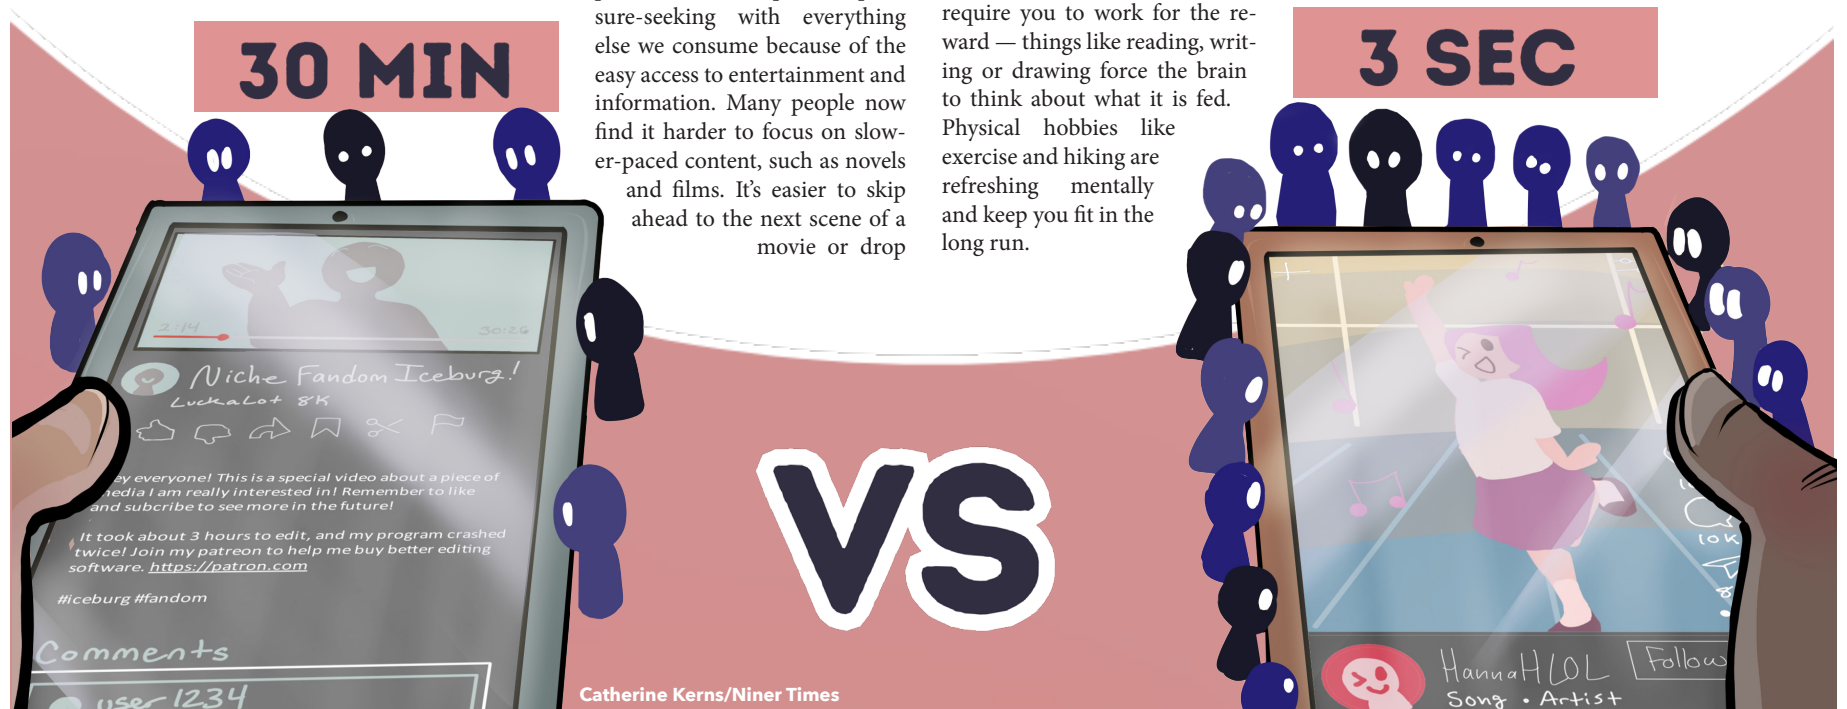 30 MIN
sure-seeking with everything
else we consume because of the
easy access to entertainment and
information. Many people now
find it harder to focus on slow-
er-paced content, such as novels
and films. It's easier to skip
ahead to the next scene of a
movie or drop
require you to work for the re-
ward — things like reading, writ-
ing or drawing force the brain
to think about what it is fed.
Physical hobbies like
exercise and hiking are
refreshing mentally
and keep you fit in the
long run.
3 SEC
2:14 30:26
Niche Fandom Iceburg!
LuckaLot 8K
ey everyone! This is a special video about a piece of
media I am really interested in! Remember to like
and subcribe to see more in the future!
It took about 3 hours to edit, and my program crashed
twice! Join my patreon to help me buy better editing
software. https://patron.com
#iceburg #fandom
Comments
user 1234
VS
Catherine Kerns/Niner Times
10K
8
HannaHLOL Follow
Song • Artist